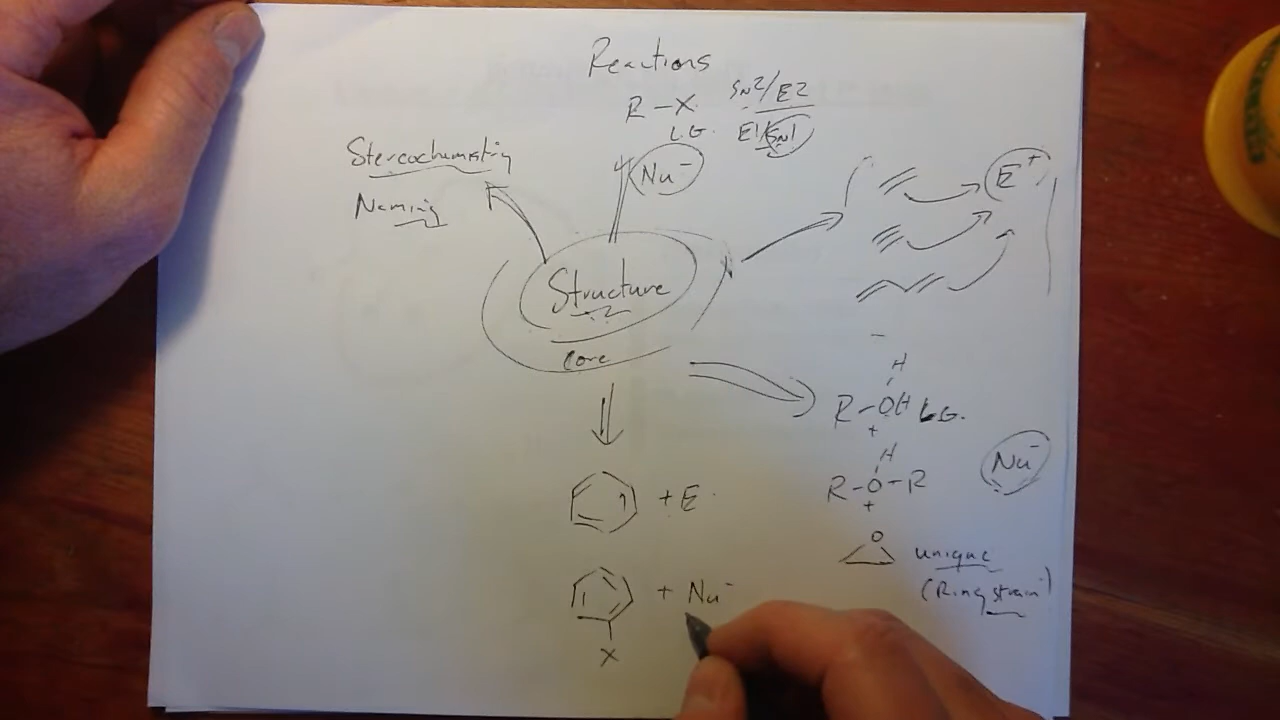 Reactions
R-X SN2/E2
L.G. E1/SN1
Stereochemistry
Nu⁻
Naming
E⁺
Structure
core
H
R-OH L.G.
+
H
R-O-R
+
Nu⁻
+ E
O
unique
(Ring strain)
+ Nu⁻
X